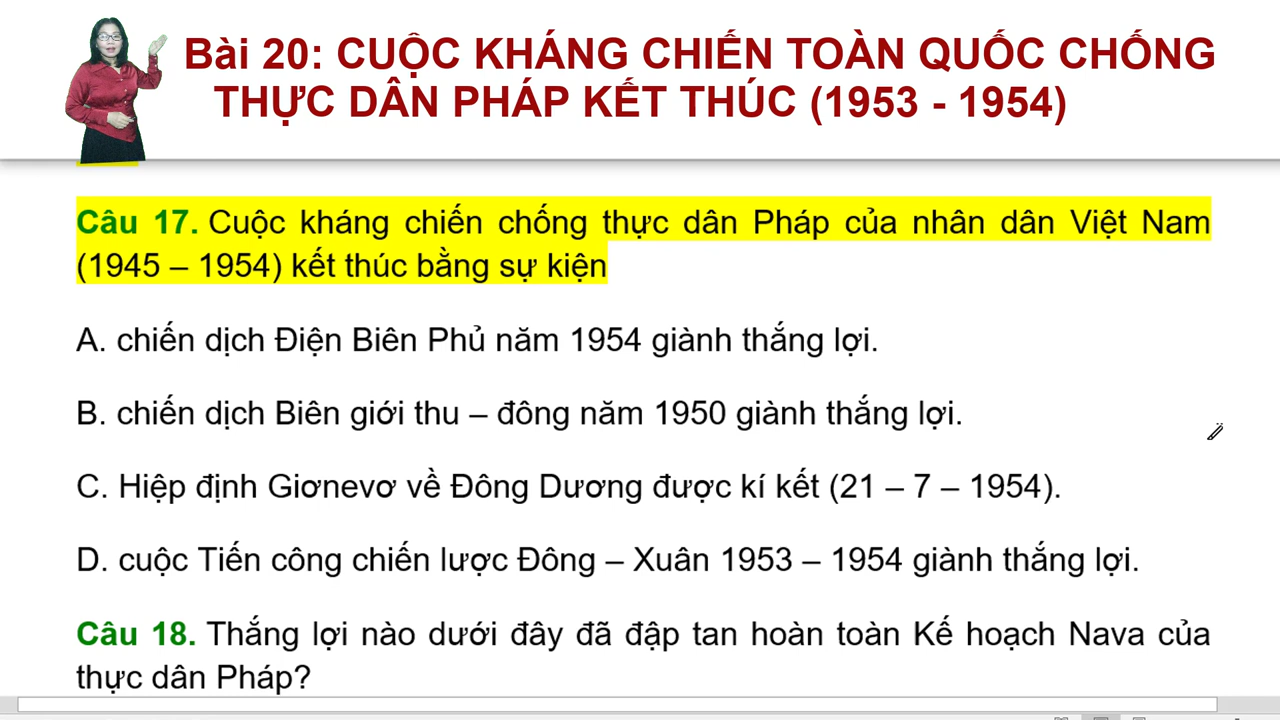 Bài 20: CUỘC KHÁNG CHIẾN TOÀN QUỐC CHỐNG
THỰC DÂN PHÁP KẾT THÚC (1953 - 1954)
Câu 17. Cuộc kháng chiến chống thực dân Pháp của nhân dân Việt Nam
(1945 – 1954) kết thúc bằng sự kiện
A. chiến dịch Điện Biên Phủ năm 1954 giành thắng lợi.
B. chiến dịch Biên giới thu – đông năm 1950 giành thắng lợi.
C. Hiệp định Giơnevơ về Đông Dương được kí kết (21 – 7 – 1954).
D. cuộc Tiến công chiến lược Đông – Xuân 1953 – 1954 giành thắng lợi.
Câu 18. Thắng lợi nào dưới đây đã đập tan hoàn toàn Kế hoạch Nava của
thực dân Pháp?